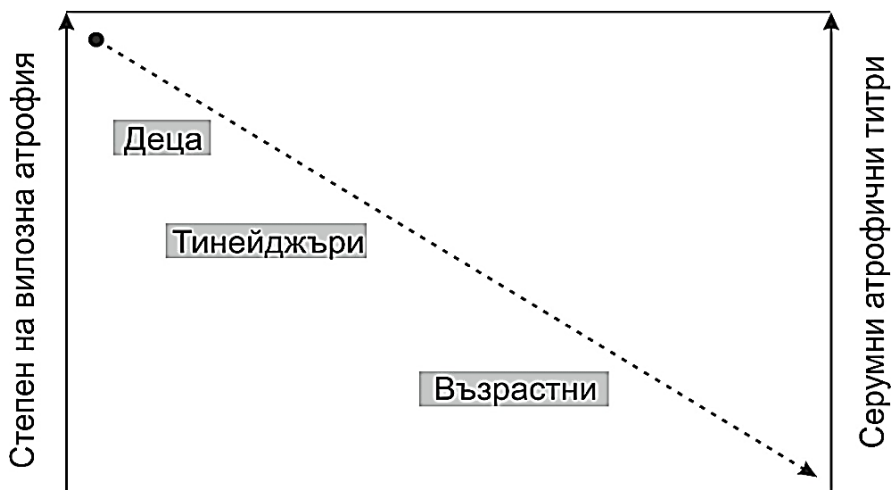 Степен на вилозна атрофия
Деца
Тинейджъри
Възрастни
Серумни атрофични титри